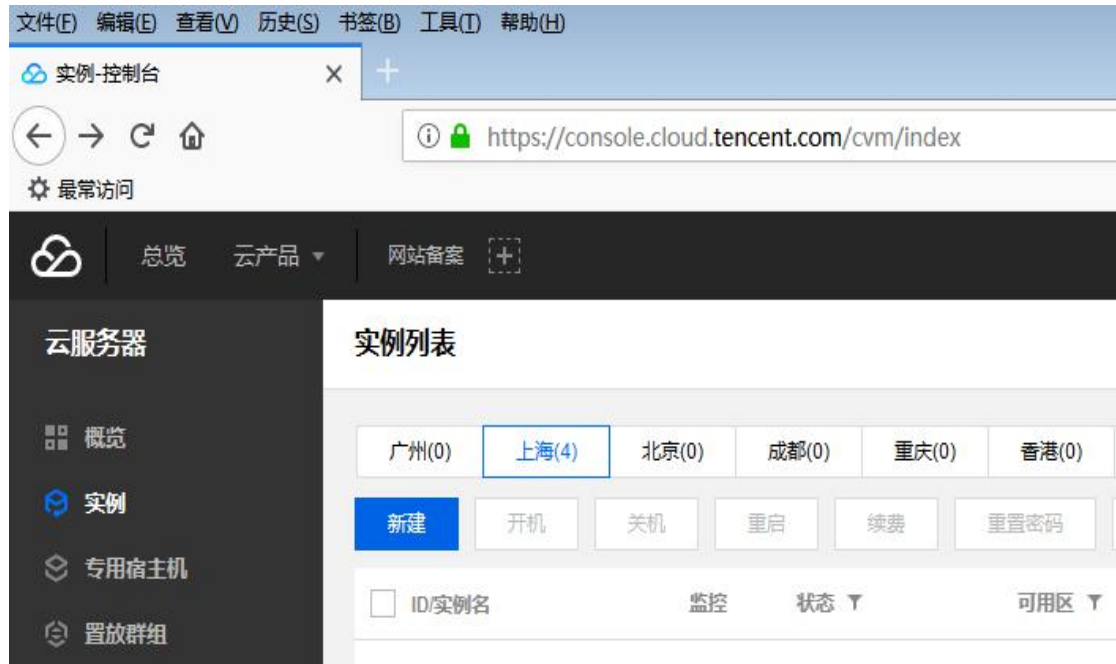 文件(F) 编辑(E) 查看(V) 历史(S) 书签(B) 工具(T) 帮助(H)
实例-控制台
https://console.cloud.tencent.com/cvm/index
最常访问
总览 云产品 网站备案
云服务器
实例列表
概览
广州(0) 上海(4) 北京(0) 成都(0) 重庆(0) 香港(0)
实例
新建 开机 关机 重启 续费 重置密码
专用宿主机
ID/实例名 监控 状态 可用区
置放群组